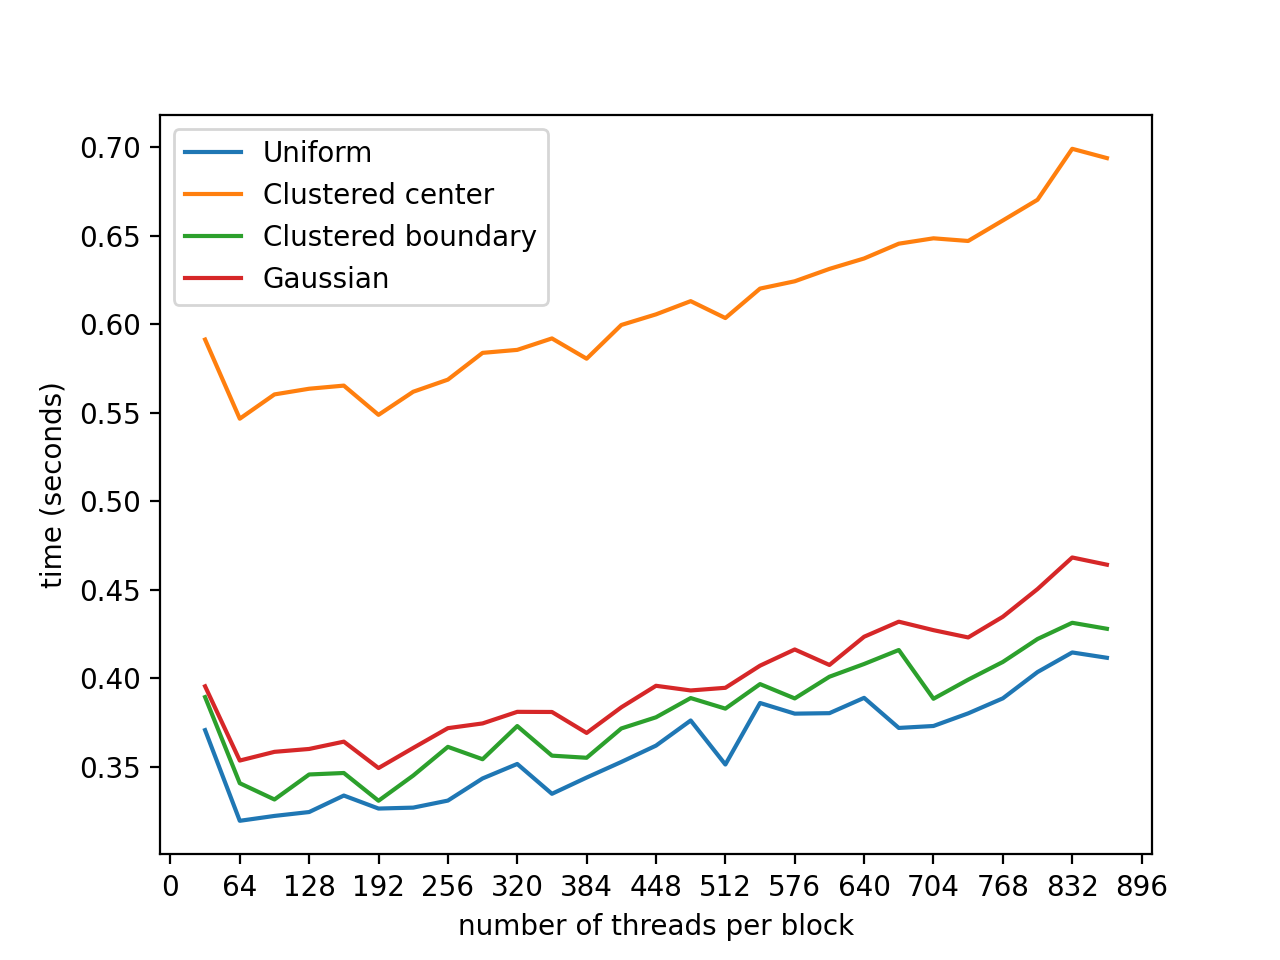 Uniform
Clustered center
Clustered boundary
Gaussian
0.70
0.65
0.60
0.55
0.50
0.45
0.40
0.35
time (seconds)
0 64 128 192 256 320 384 448 512 576 640 704 768 832 896
number of threads per block